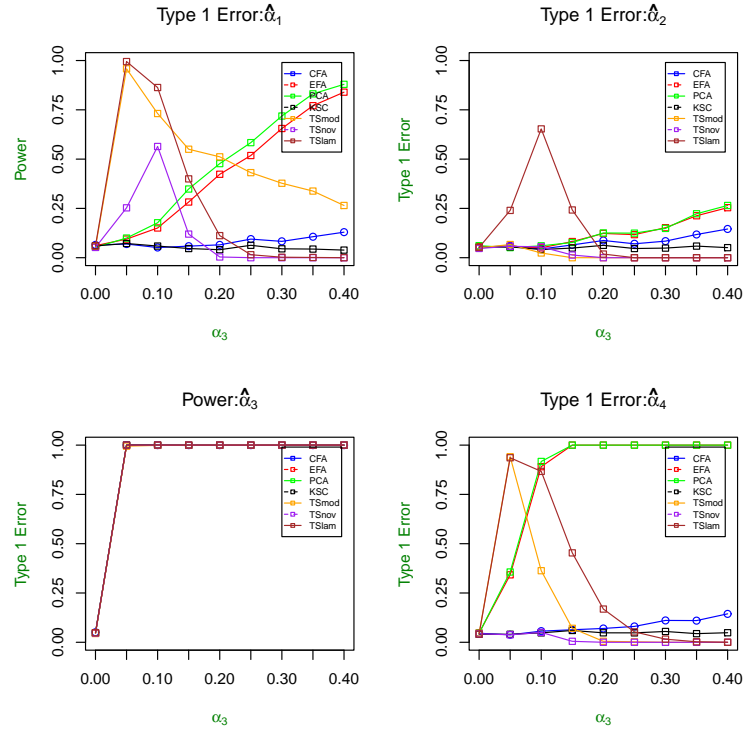 Type 1 Error:α̂₁
Power
0.00 0.25 0.50 0.75 1.00
CFA
EFA
PCA
KSC
TSmod
TSnov
TSlam
0.00 0.10 0.20 0.30 0.40
α₃
Type 1 Error:α̂₂
Type 1 Error
0.00 0.25 0.50 0.75 1.00
CFA
EFA
PCA
KSC
TSmod
TSnov
TSlam
0.00 0.10 0.20 0.30 0.40
α₃
Power:α̂₃
Type 1 Error
0.00 0.25 0.50 0.75 1.00
CFA
EFA
PCA
KSC
TSmod
TSnov
TSlam
0.00 0.10 0.20 0.30 0.40
α₃
Type 1 Error:α̂₄
Type 1 Error
0.00 0.25 0.50 0.75 1.00
CFA
EFA
PCA
KSC
TSmod
TSnov
TSlam
0.00 0.10 0.20 0.30 0.40
α₃